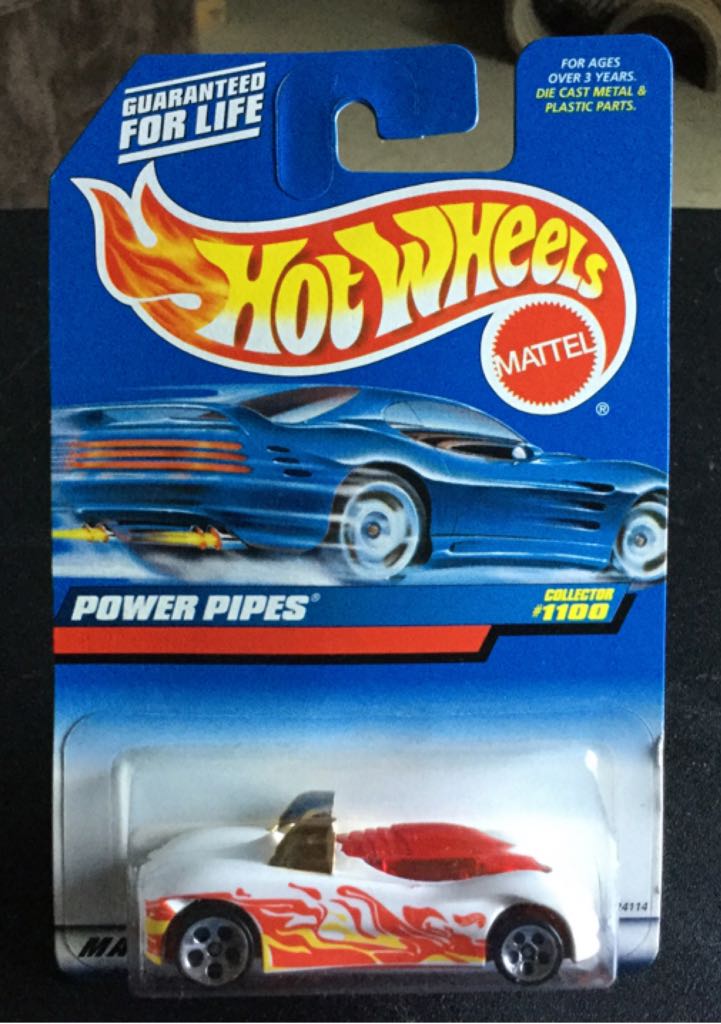 GUARANTEED
FOR LIFE
FOR AGES
OVER 3 YEARS.
DIE CAST METAL &
PLASTIC PARTS.
HOT WHEELS
MATTEL
®
POWER PIPES®
COLLECTOR
#1100